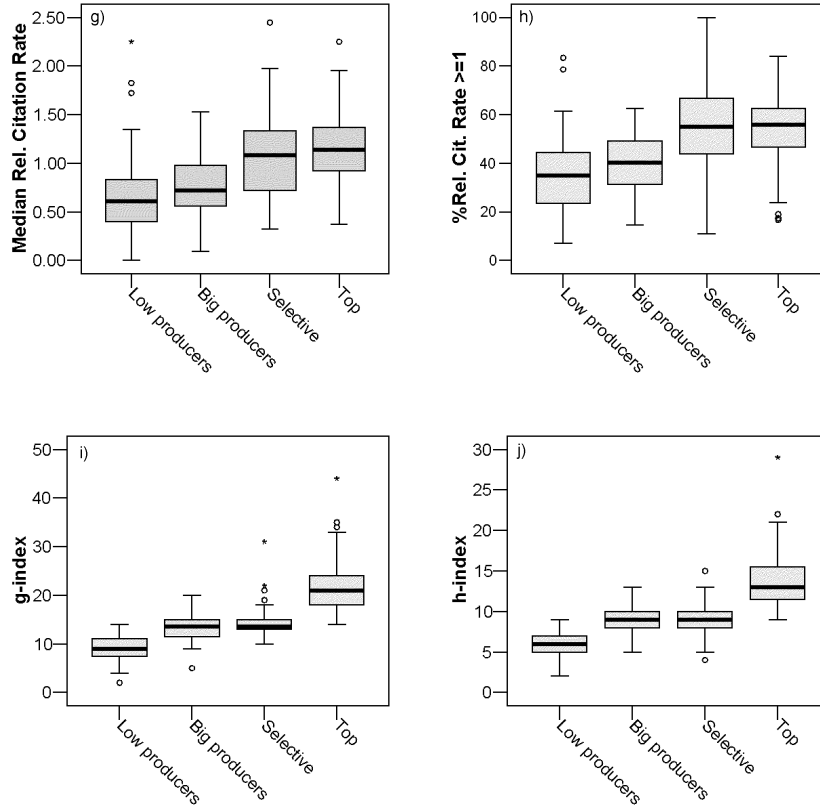 g)
Median Rel. Citation Rate
2.50
2.00
1.50
1.00
0.50
0.00
Low producers
Big producers
Selective
Top
h)
%Rel. Cit. Rate >=1
100
80
60
40
20
0
Low producers
Big producers
Selective
Top
i)
g-index
50
40
30
20
10
0
Low producers
Big producers
Selective
Top
j)
h-index
30
25
20
15
10
5
0
Low producers
Big producers
Selective
Top